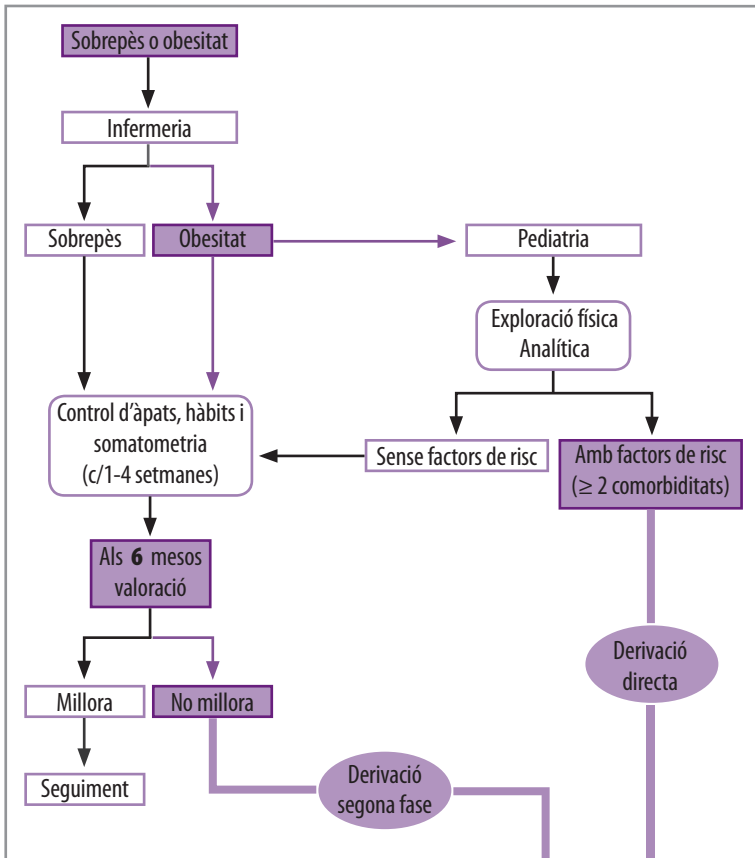 Sobrepès o obesitat
Infermeria
Sobrepès
Obesitat
Pediatria
Exploració física
Analítica
Control d'àpats, hàbits i
somatometria
(c/1-4 setmanes)
Sense factors de risc
Amb factors de risc
(≥ 2 comorbiditats)
Als 6 mesos
valoració
Derivació
directa
Millora
No millora
Seguiment
Derivació
segona fase